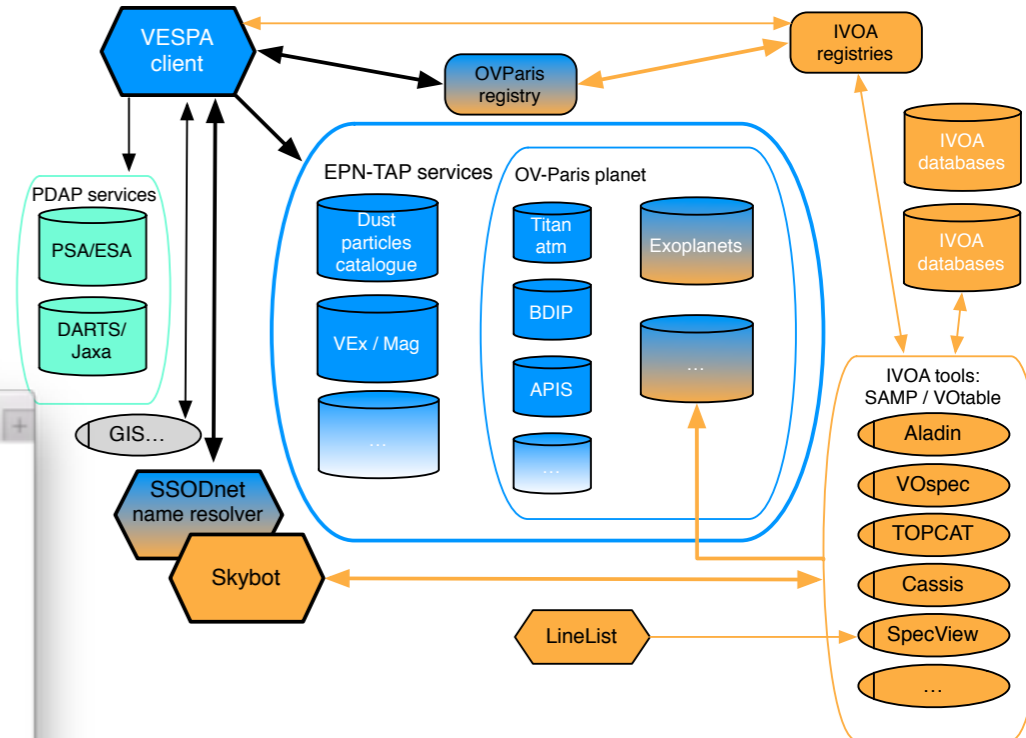 VESPA
client
IVOA
registries
OVParis
registry
IVOA
databases
IVOA
databases
PDAP services
PSA/ESA
DARTS/
Jaxa
EPN-TAP services
Dust
particles
catalogue
VEx / Mag
...
OV-Paris planet
Titan
atm
BDIP
APIS
...
Exoplanets
...
GIS...
SSODnet
name resolver
Skybot
LineList
IVOA tools:
SAMP / VOtable
Aladin
VOspec
TOPCAT
Cassis
SpecView
...
+